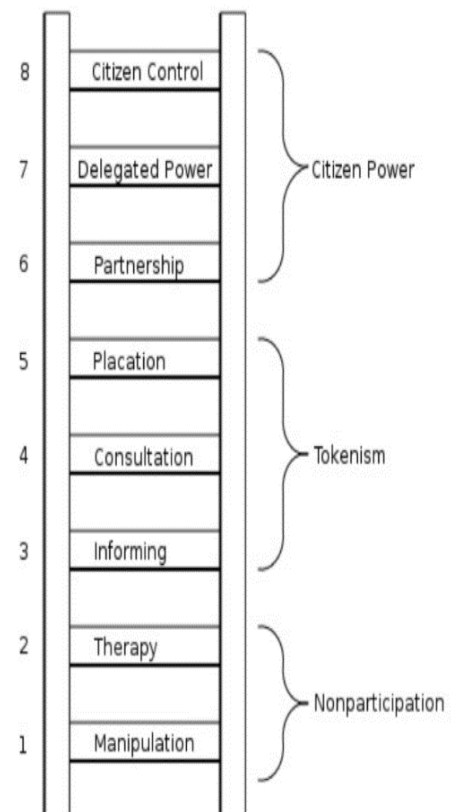 8 Citizen Control
7 Delegated Power Citizen Power
6 Partnership
5 Placation
4 Consultation Tokenism
3 Informing
2 Therapy
Nonparticipation
1 Manipulation